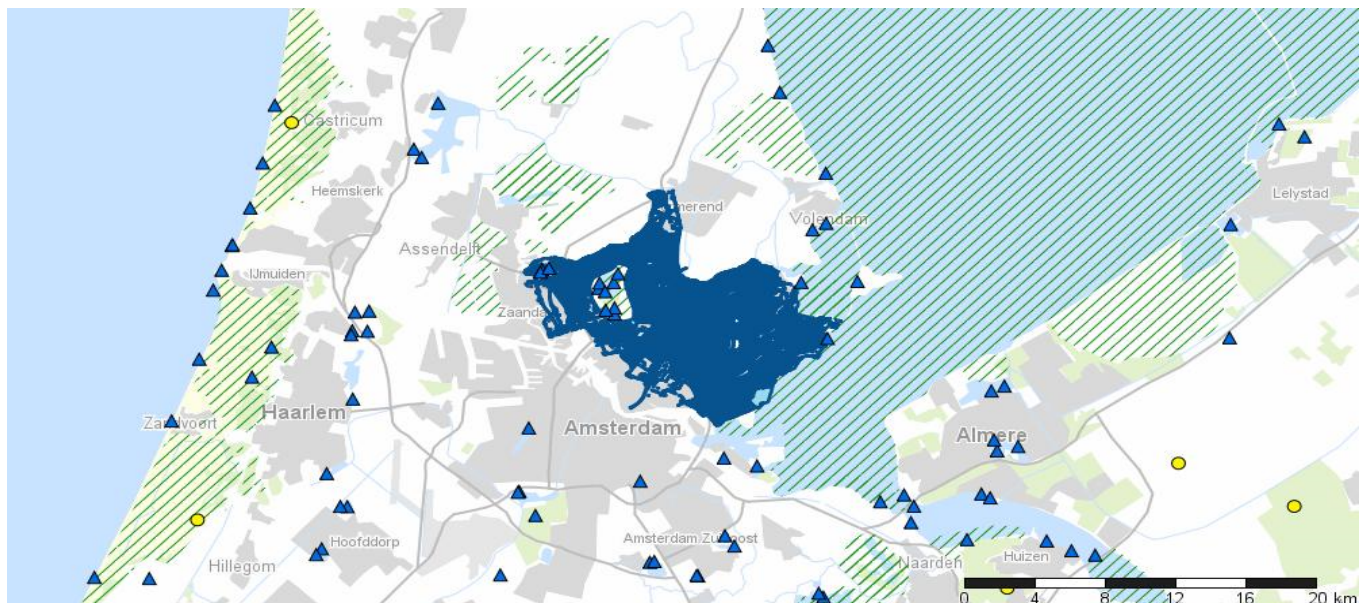 Castricum
Heemskerk
Lelystad
merend
Volendam
Assendelft
IJmuiden
Zaanda
Haarlem
Zandvoort
Amsterdam
Almere
Hoofddorp
Amsterdam Zuidoost
Hillegom
Naarden
Huizen
0 4 8 12 16 20 km